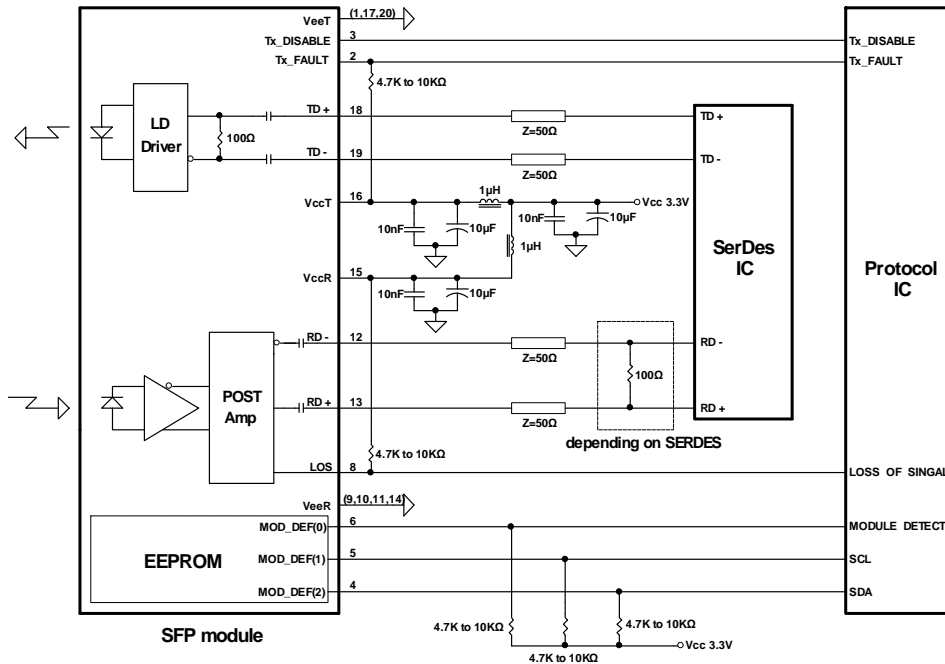 VeeT (1,17,20)
Tx_DISABLE 3 Tx_DISABLE
Tx_FAULT 2 Tx_FAULT
4.7K to 10KΩ
LD
Driver
100Ω
TD + 18 TD +
Z=50Ω
TD - 19 TD -
Z=50Ω
VccT 16
1µH
Vcc 3.3V
10nF
10µF
10nF
10µF
1µH
SerDes
IC
Protocol
IC
VccR 15
10nF
10µF
RD - 12 RD -
Z=50Ω
100Ω
POST
Amp
RD + 13 RD +
Z=50Ω
depending on SERDES
4.7K to 10KΩ
LOS 8 LOSS OF SINGAL
VeeR (9,10,11,14)
MOD_DEF(0) 6 MODULE DETECT
EEPROM
MOD_DEF(1) 5 SCL
MOD_DEF(2) 4 SDA
4.7K to 10KΩ
4.7K to 10KΩ
4.7K to 10KΩ
Vcc 3.3V
SFP module